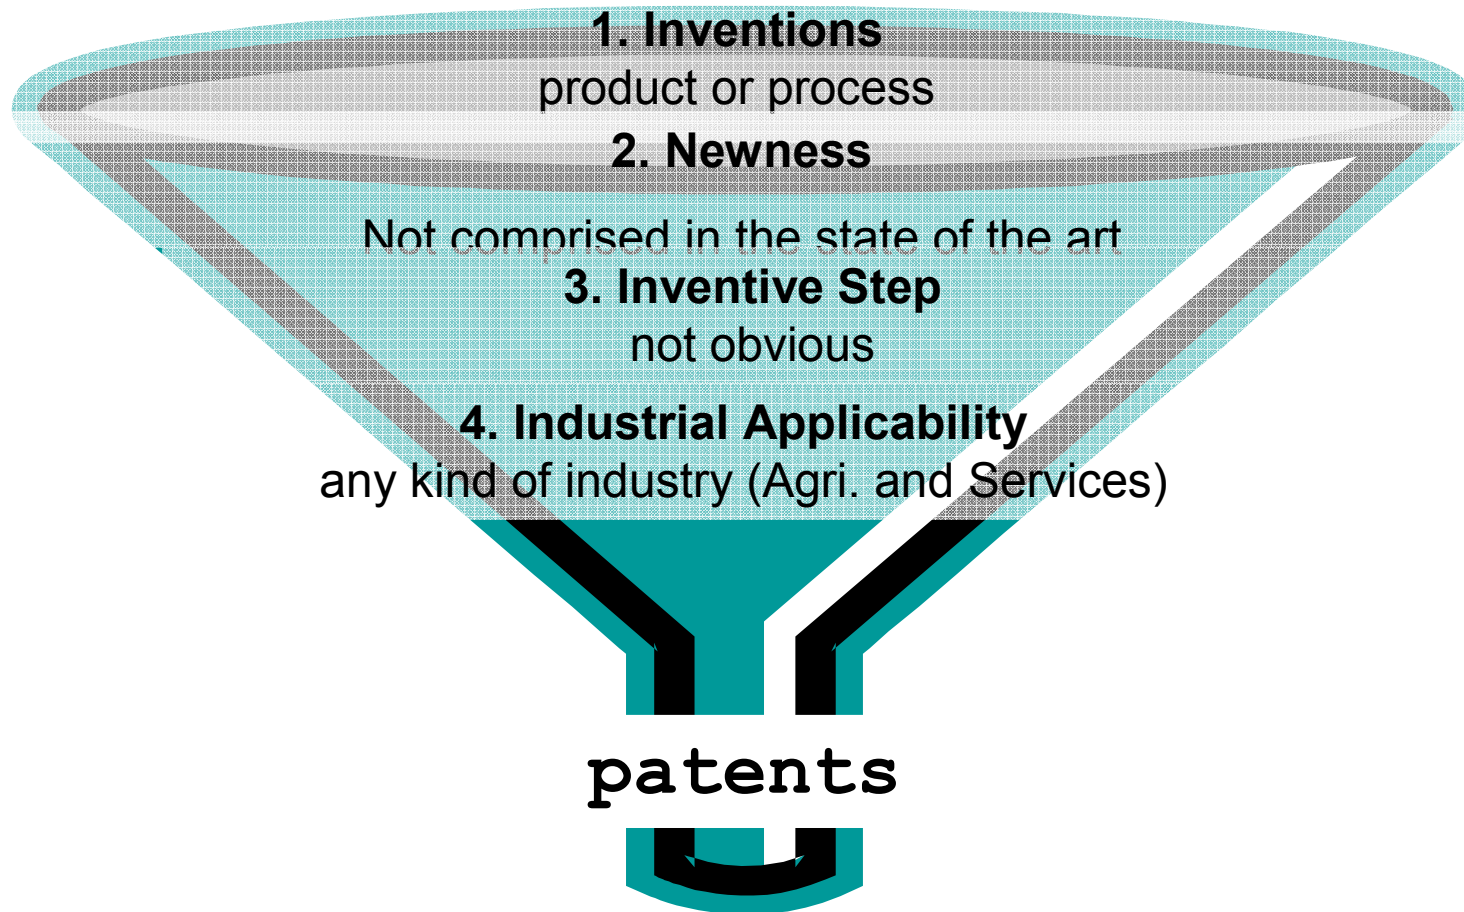 1. Inventions
product or process
2. Newness
Not comprised in the state of the art
3. Inventive Step
not obvious
4. Industrial Applicability
any kind of industry (Agri. and Services)
patents